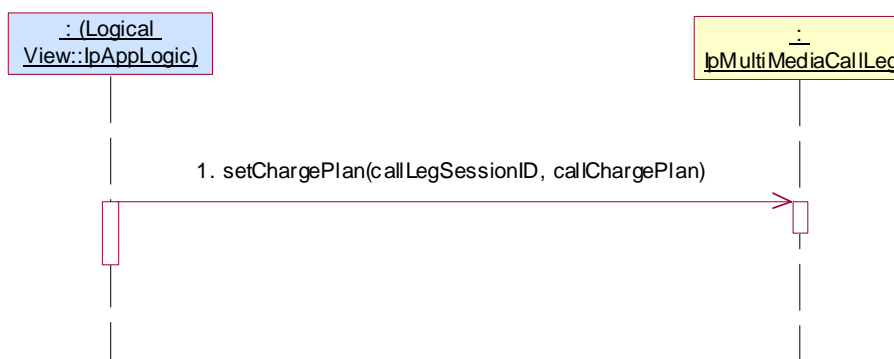 : (Logical
View::IpAppLogic)
:
IpMultiMediaCallLeg
1. setChargePlan(callLegSessionID, callChargePlan)